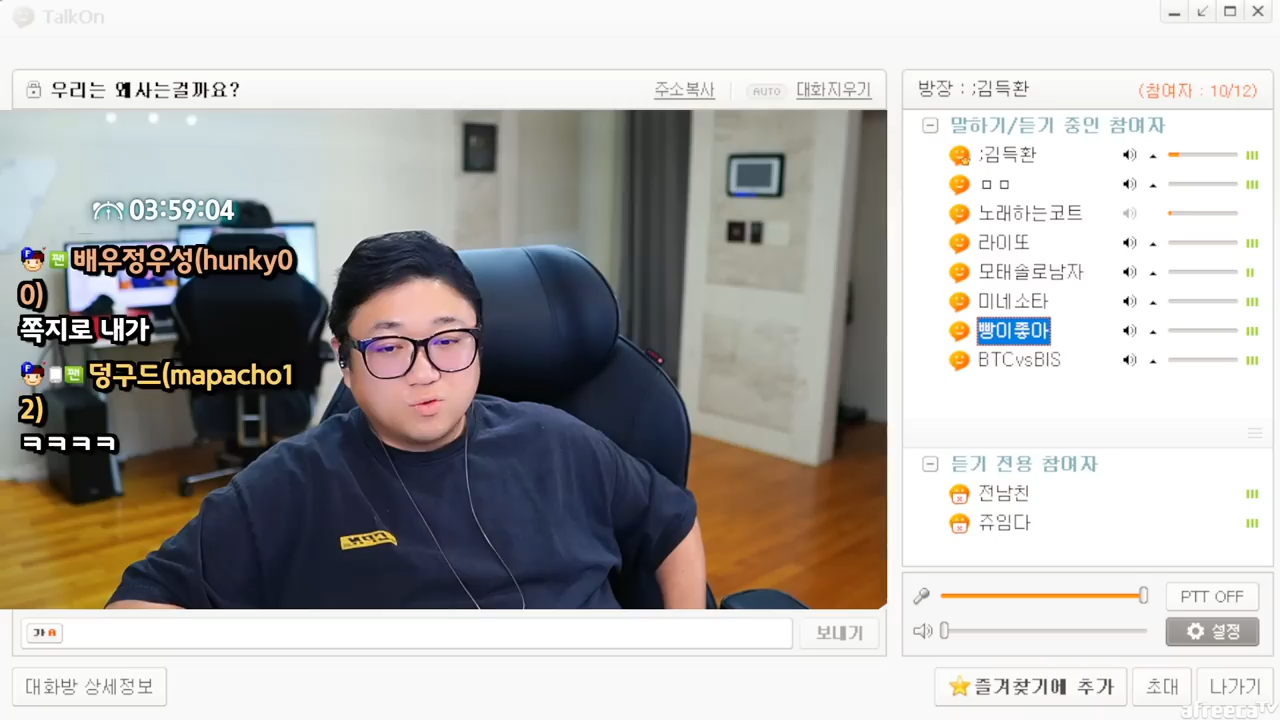 TalkOn
우리는 왜사는걸까요?
주소복사
AUTO
대화지우기
방장 : ;김득환
(참여자 : 10/12)
말하기/듣기 중인 참여자
;김득환
ㅁㅁ
노래하는코트
라이또
모태솔로남자
미네소타
빵이좋아
BTCvsBIS
듣기 전용 참여자
전남친
쥬임다
03:59:04
팬 배우정우성(hunky0
0)
쪽지로 내가
팬 덩구드(mapacho1
2)
ㅋㅋㅋㅋ
가A
보내기
PTT OFF
설정
대화방 상세정보
즐겨찾기에 추가
초대
나가기
afreecaTV